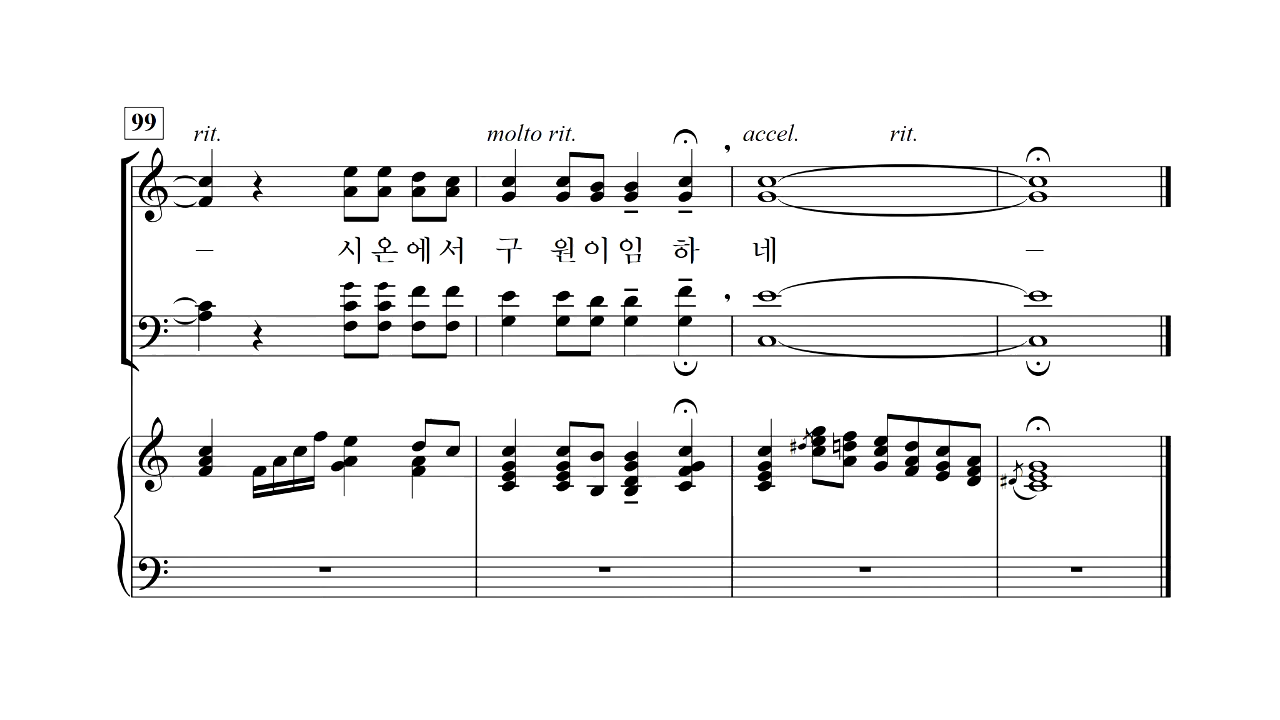 99
rit. molto rit. accel. rit.
– 시 온 에 서 구 원 이 임 하 네 –